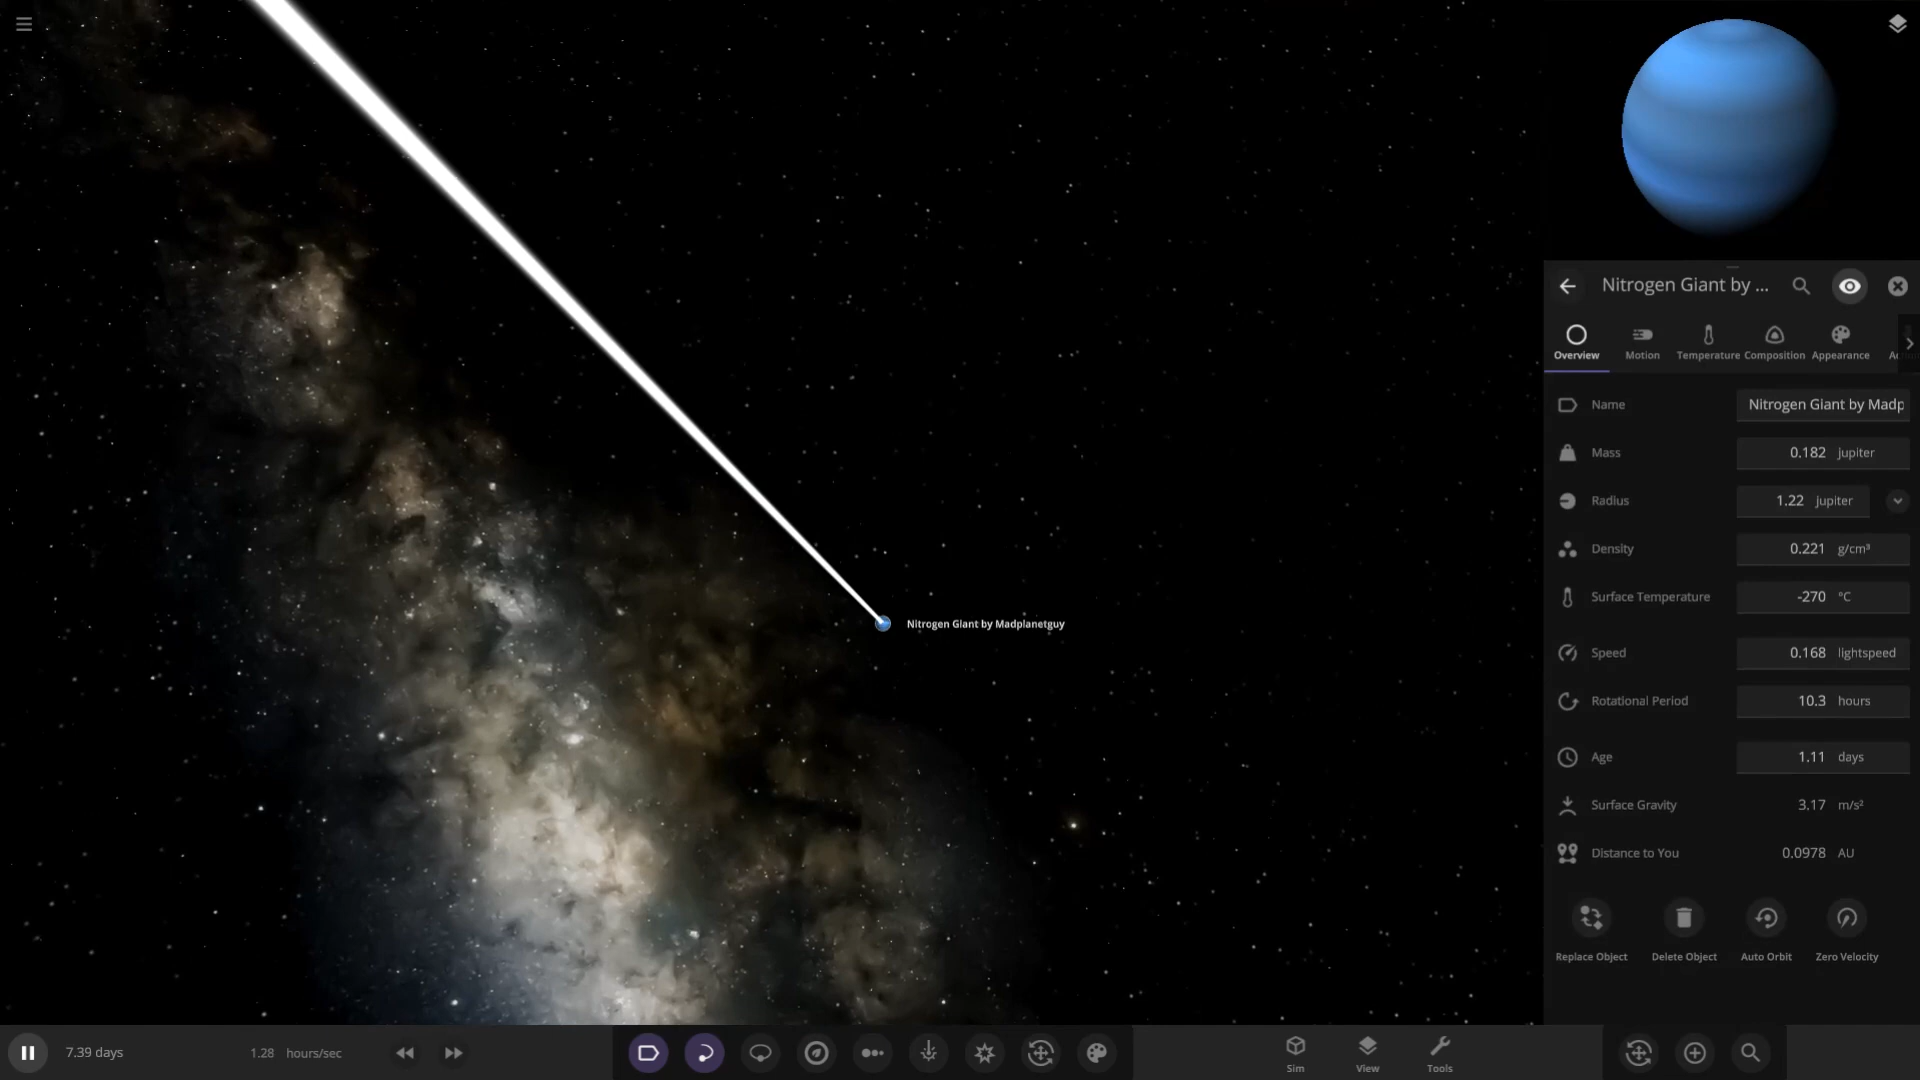 Nitrogen Giant by ...
Overview
Motion
Temperature
Composition
Appearance
Name
Nitrogen Giant by Madp
Mass
0.182 jupiter
Radius
1.22 jupiter
Density
0.221 g/cm³
Surface Temperature
-270 °C
Speed
0.168 lightspeed
Rotational Period
10.3 hours
Age
1.11 days
Surface Gravity
3.17 m/s²
Distance to You
0.0978 AU
Replace Object
Delete Object
Auto Orbit
Zero Velocity
Nitrogen Giant by Madplanetguy
7.39 days
1.28 hours/sec
Sim
View
Tools